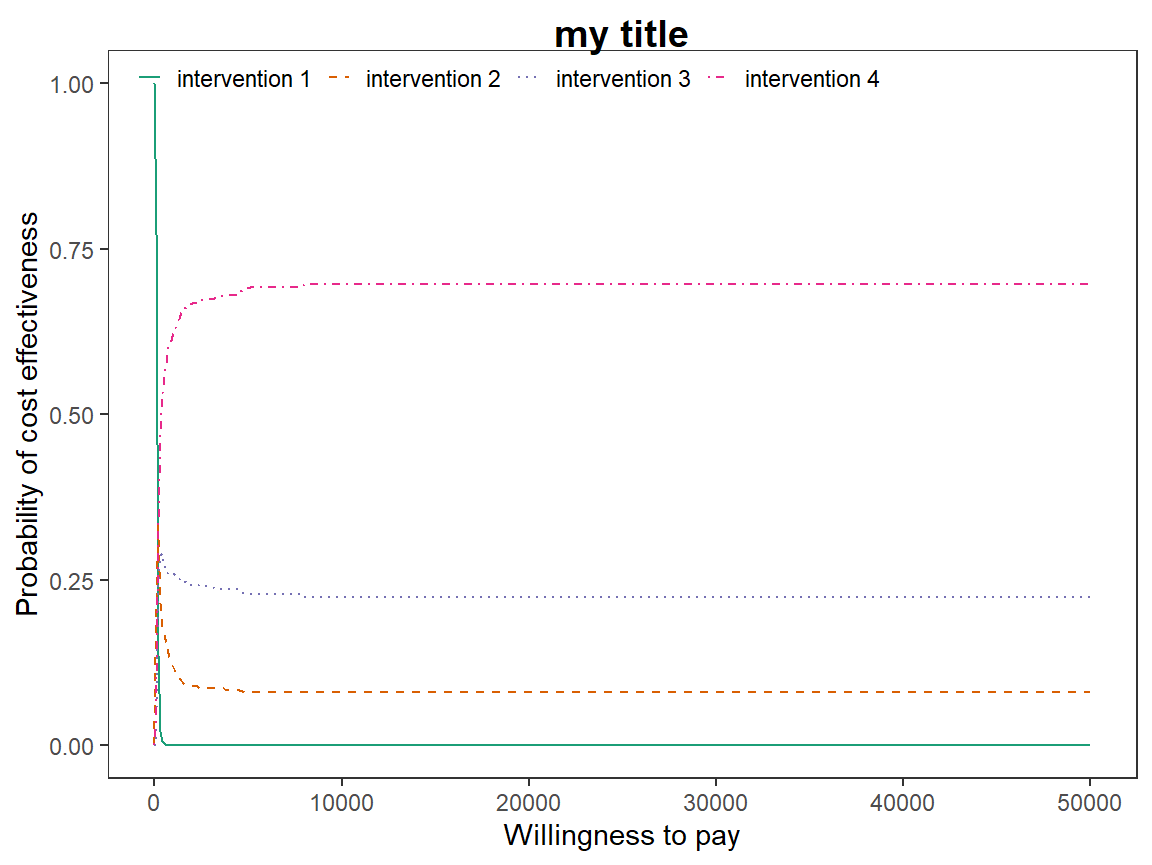 my title
intervention 1 intervention 2 intervention 3 intervention 4
1.00
0.75
0.50
0.25
0.00
Probability of cost effectiveness
0 10000 20000 30000 40000 50000
Willingness to pay